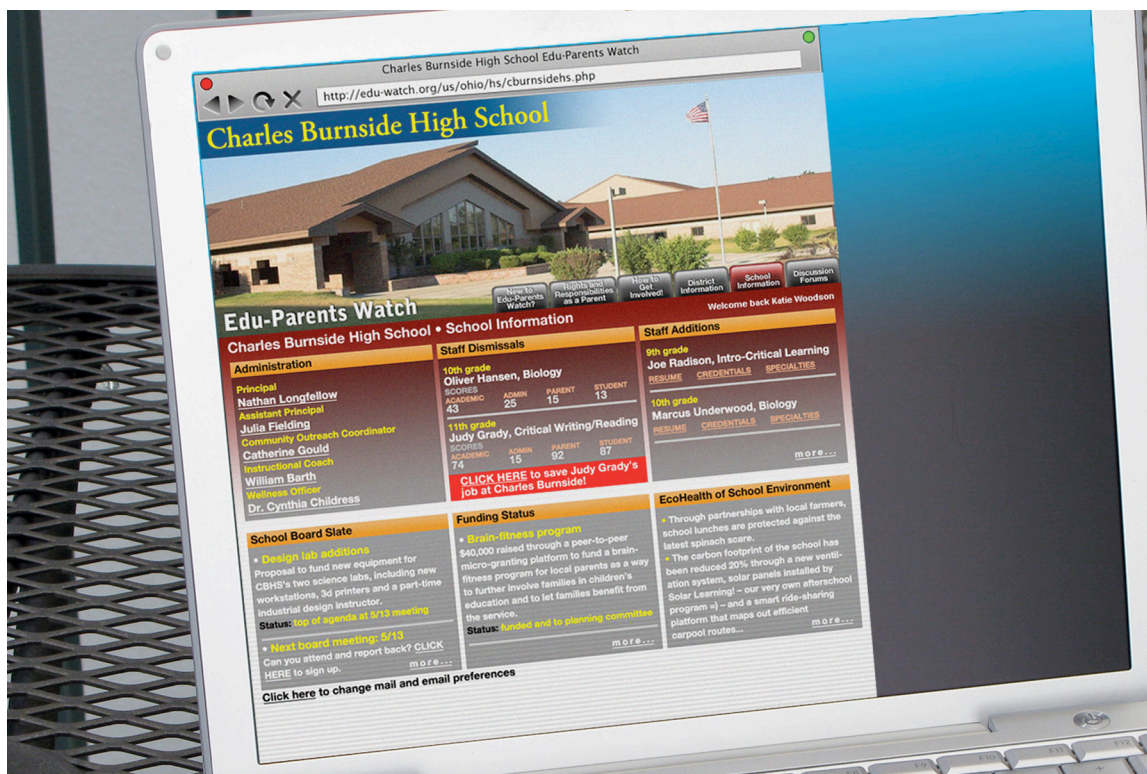 Charles Burnside High School Edu-Parents Watch
http://edu-watch.org/us/ohio/hs/cburnsidehs.php
Charles Burnside High School
New to
Edu-Parents
Watch?
Rights and
Responsibilities
as a Parent
How to
Get
Involved!
District
Information
School
Information
Discussion
Forums
Edu-Parents Watch
Welcome back Katie Woodson
Charles Burnside High School • School Information
Administration
Principal
Nathan Longfellow
Assistant Principal
Julia Fielding
Community Outreach Coordinator
Catherine Gould
Instructional Coach
William Barth
Wellness Officer
Dr. Cynthia Childress
Staff Dismissals
10th grade
Oliver Hansen, Biology
SCORES
ACADEMIC ADMIN PARENT STUDENT
43 25 15 13
11th grade
Judy Grady, Critical Writing/Reading
SCORES
ACADEMIC ADMIN PARENT STUDENT
74 15 92 87
CLICK HERE to save Judy Grady's
job at Charles Burnside!
Staff Additions
9th grade
Joe Radison, Intro-Critical Learning
RESUME CREDENTIALS SPECIALTIES
10th grade
Marcus Underwood, Biology
RESUME CREDENTIALS SPECIALTIES
more...
School Board Slate
• Design lab additions
Proposal to fund new equipment for
CBHS's two science labs, including new
workstations, 3d printers and a part-time
industrial design instructor.
Status: top of agenda at 5/13 meeting
• Next board meeting: 5/13
Can you attend and report back? CLICK
HERE to sign up.
more...
Funding Status
• Brain-fitness program
$40,000 raised through a peer-to-peer
micro-granting platform to fund a brain-
fitness program for local parents as a way
to further involve families in children's
education and to let families benefit from
the service.
Status: funded and to planning committee
more...
EcoHealth of School Environment
• Through partnerships with local farmers,
school lunches are protected against the
latest spinach scare.
• The carbon footprint of the school has
been reduced 20% through a new ventil-
ation system, solar panels installed by
Solar Learning! – our very own afterschool
program =) – and a smart ride-sharing
platform that maps out efficient
carpool routes...
more...
Click here to change mail and email preferences
F9
F10
F11
F12